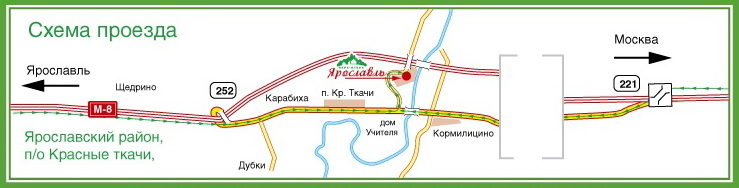 Схема проезда
Москва
Ярославль
Щедрино
252
221
Ярославль
М-8
Карабиха
п. Кр. Ткачи
дом
Учителя
Кормилицино
Ярославский район,
п/о Красные ткачи,
Дубки